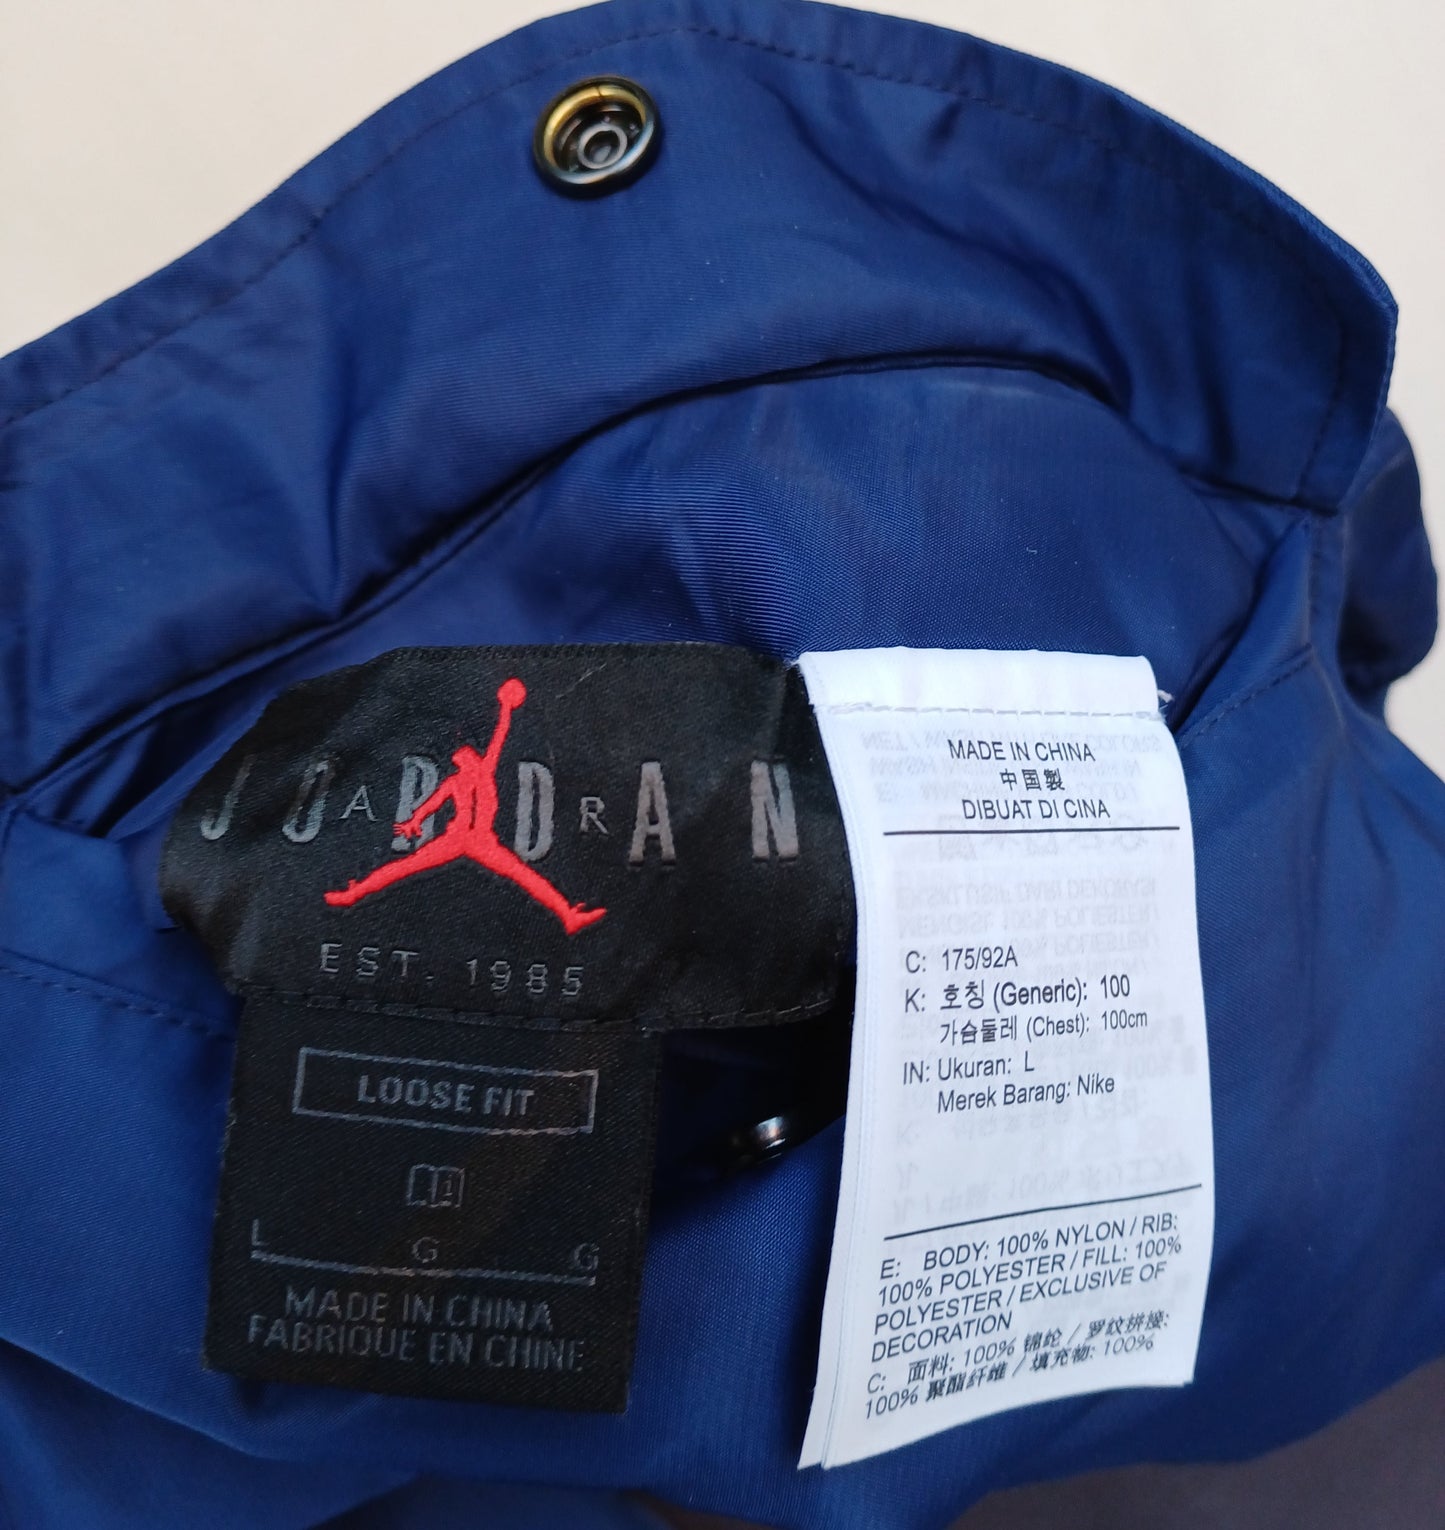 JORDAN
AIR
EST. 1985
LOOSE FIT
1
L G G
MADE IN CHINA
FABRIQUE EN CHINE
MADE IN CHINA
中国製
DIBUAT DI CINA
C: 175/92A
K: 호칭 (Generic): 100
가슴둘레 (Chest): 100cm
IN: Ukuran: L
Merek Barang: Nike
E: BODY: 100% NYLON / RIB:
100% POLYESTER / FILL: 100%
POLYESTER / EXCLUSIVE OF
DECORATION
C: 面料: 100% 锦纶 / 罗纹拼接:
100% 聚酯纤维 / 填充物: 100%